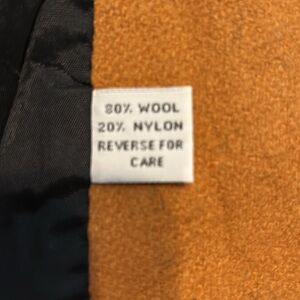 80% WOOL
20% NYLON
REVERSE FOR
CARE